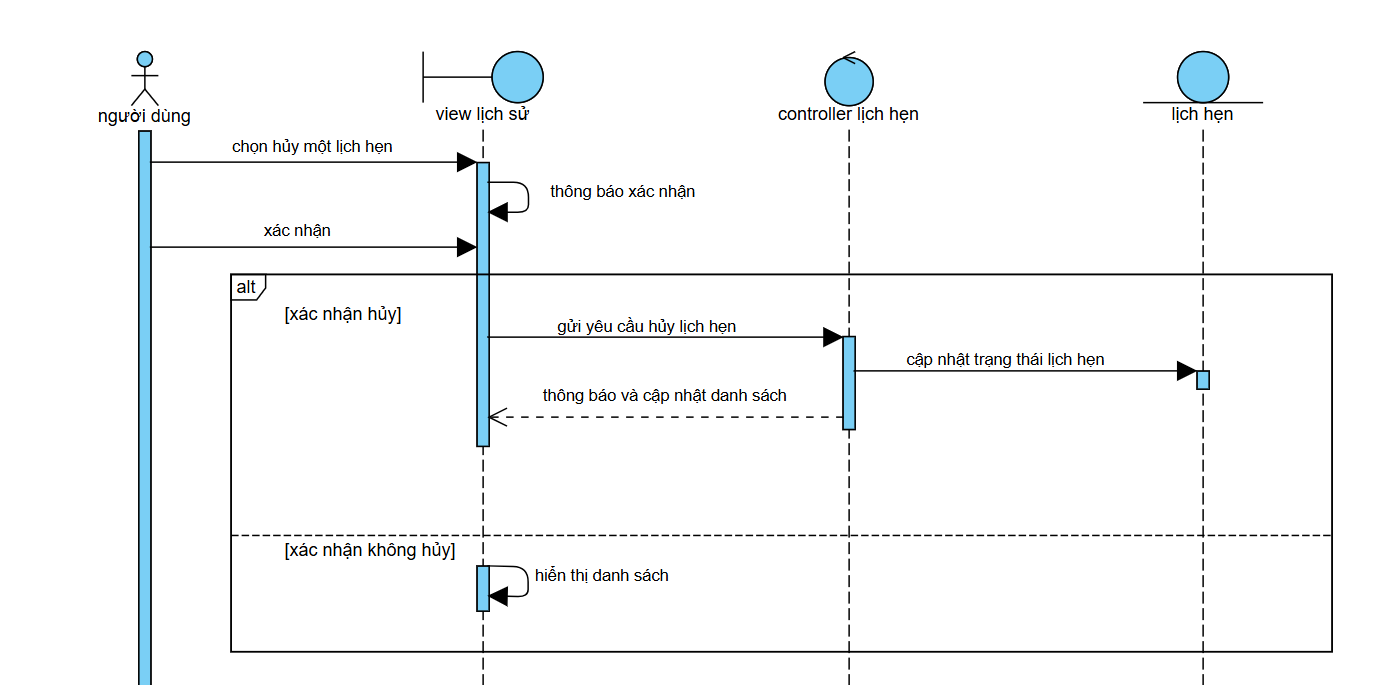 người dùng
view lịch sử
controller lịch hẹn
lịch hẹn
chọn hủy một lịch hẹn
thông báo xác nhận
xác nhận
alt
[xác nhận hủy]
gửi yêu cầu hủy lịch hẹn
cập nhật trạng thái lịch hẹn
thông báo và cập nhật danh sách
[xác nhận không hủy]
hiển thị danh sách